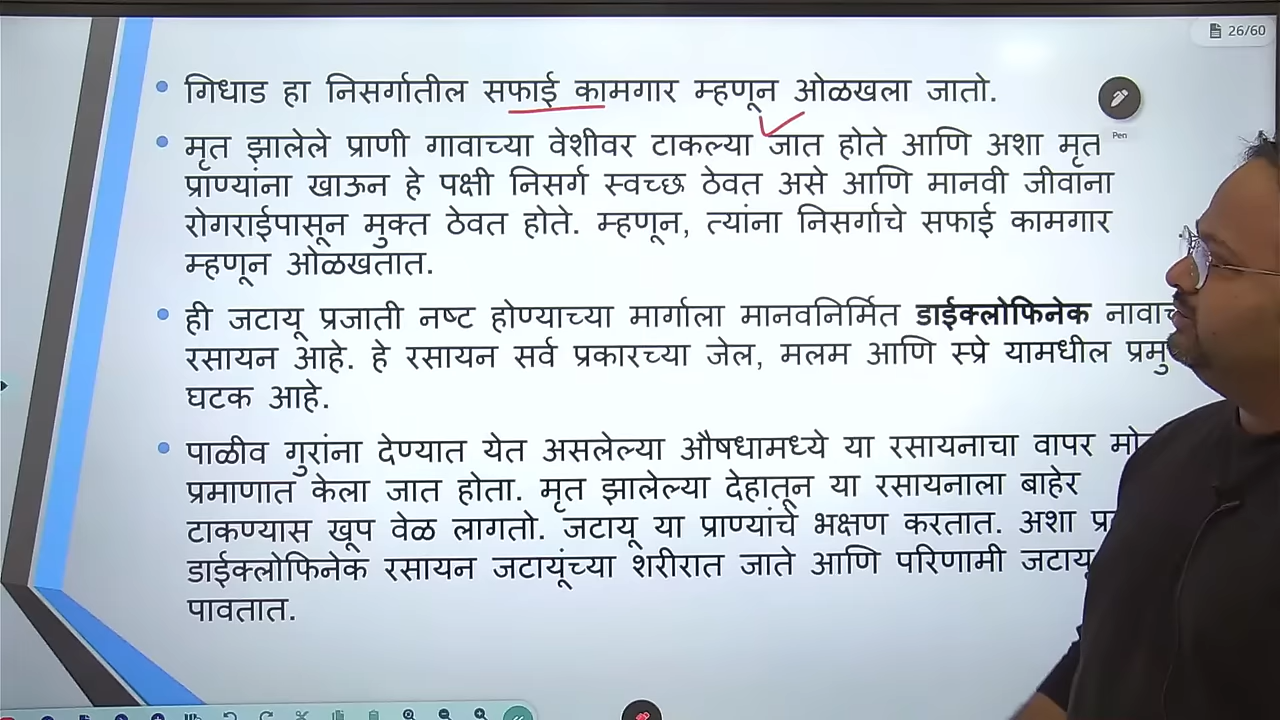 26/60
गिधाड हा निसर्गातील सफाई कामगार म्हणून ओळखला जातो.
Pen
मृत झालेले प्राणी गावाच्या वेशीवर टाकल्या जात होते आणि अशा मृत
प्राण्यांना खाऊन हे पक्षी निसर्ग स्वच्छ ठेवत असे आणि मानवी जीवांना
रोगराईपासून मुक्त ठेवत होते. म्हणून, त्यांना निसर्गाचे सफाई कामगार
म्हणून ओळखतात.
ही जटायू प्रजाती नष्ट होण्याच्या मार्गाला मानवनिर्मित डाईक्लोफिनेक
रसायन आहे. हे रसायन सर्व प्रकारच्या जेल, मलम आणि स्प्रे यामधील
घटक आहे.
पाळीव गुरांना देण्यात येत असलेल्या औषधामध्ये या रसायनाचा वापर
प्रमाणात केला जात होता. मृत झालेल्या देहातून या रसायनाला बाहेर
टाकण्यास खूप वेळ लागतो. जटायू या प्राण्यांचे भक्षण करतात. अशा
डाईक्लोफिनेक रसायन जटायूंच्या शरीरात जाते आणि परिणामी जटायू
पावतात.